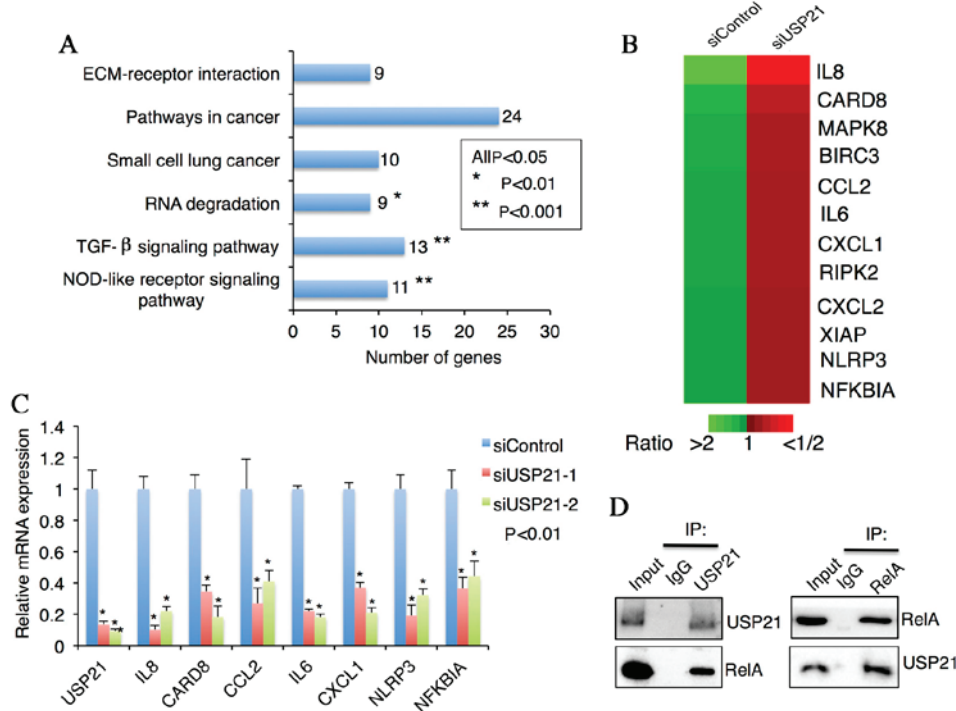 A
ECM-receptor interaction
9
Pathways in cancer
24
Small cell lung cancer
10
RNA degradation
9 *
TGF-β signaling pathway
13 **
NOD-like receptor signaling
pathway
11 **
AllP<0.05
* P<0.01
** P<0.001
0 5 10 15 20 25 30
Number of genes
B
siControl siUSP21
IL8
CARD8
MAPK8
BIRC3
CCL2
IL6
CXCL1
RIPK2
CXCL2
XIAP
NLRP3
NFKBIA
Ratio >2 1 <1/2
C
Relative mRNA expression
1.4
1.2
1
0.8
0.6
0.4
0.2
0
siControl
siUSP21-1
siUSP21-2
P<0.01
* * * * * * * * * * * * * * * *
USP21 IL8 CARD8 CCL2 IL6 CXCL1 NLRP3 NFKBIA
D
IP:
Input IgG USP21
USP21
RelA
IP:
Input IgG RelA
RelA
USP21